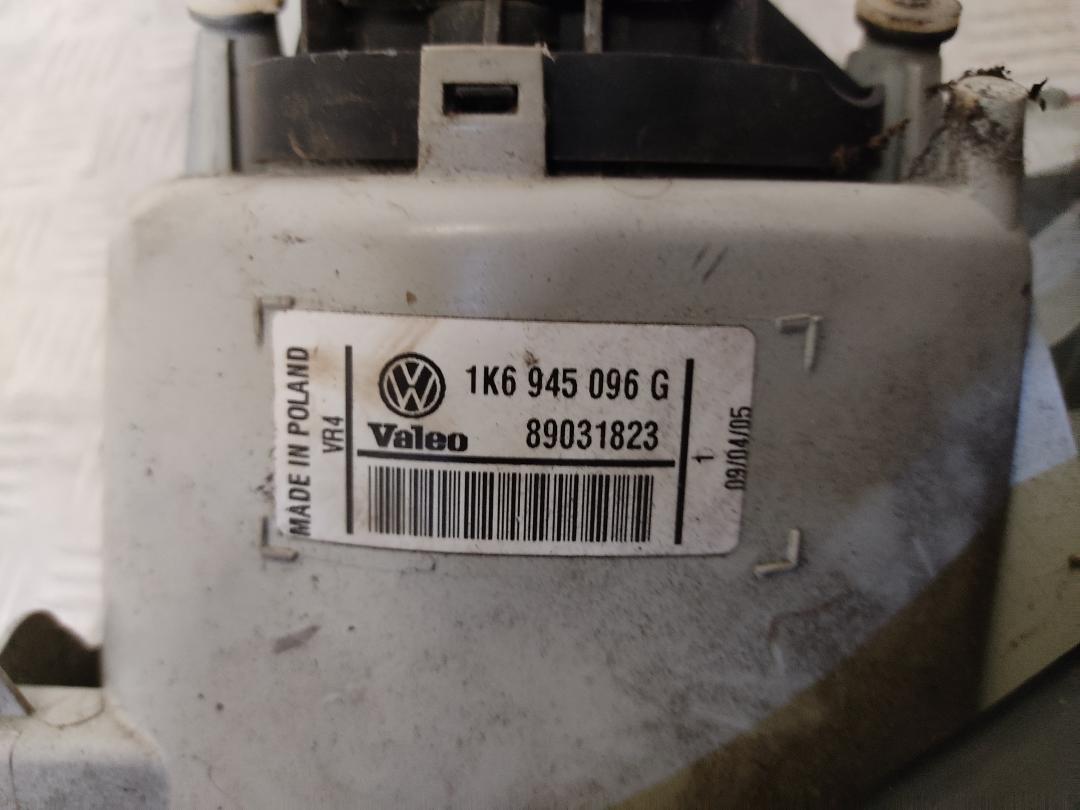 MADE IN POLAND
VR4
1K6 945 096 G
Valeo 89031823
1
09/04/05